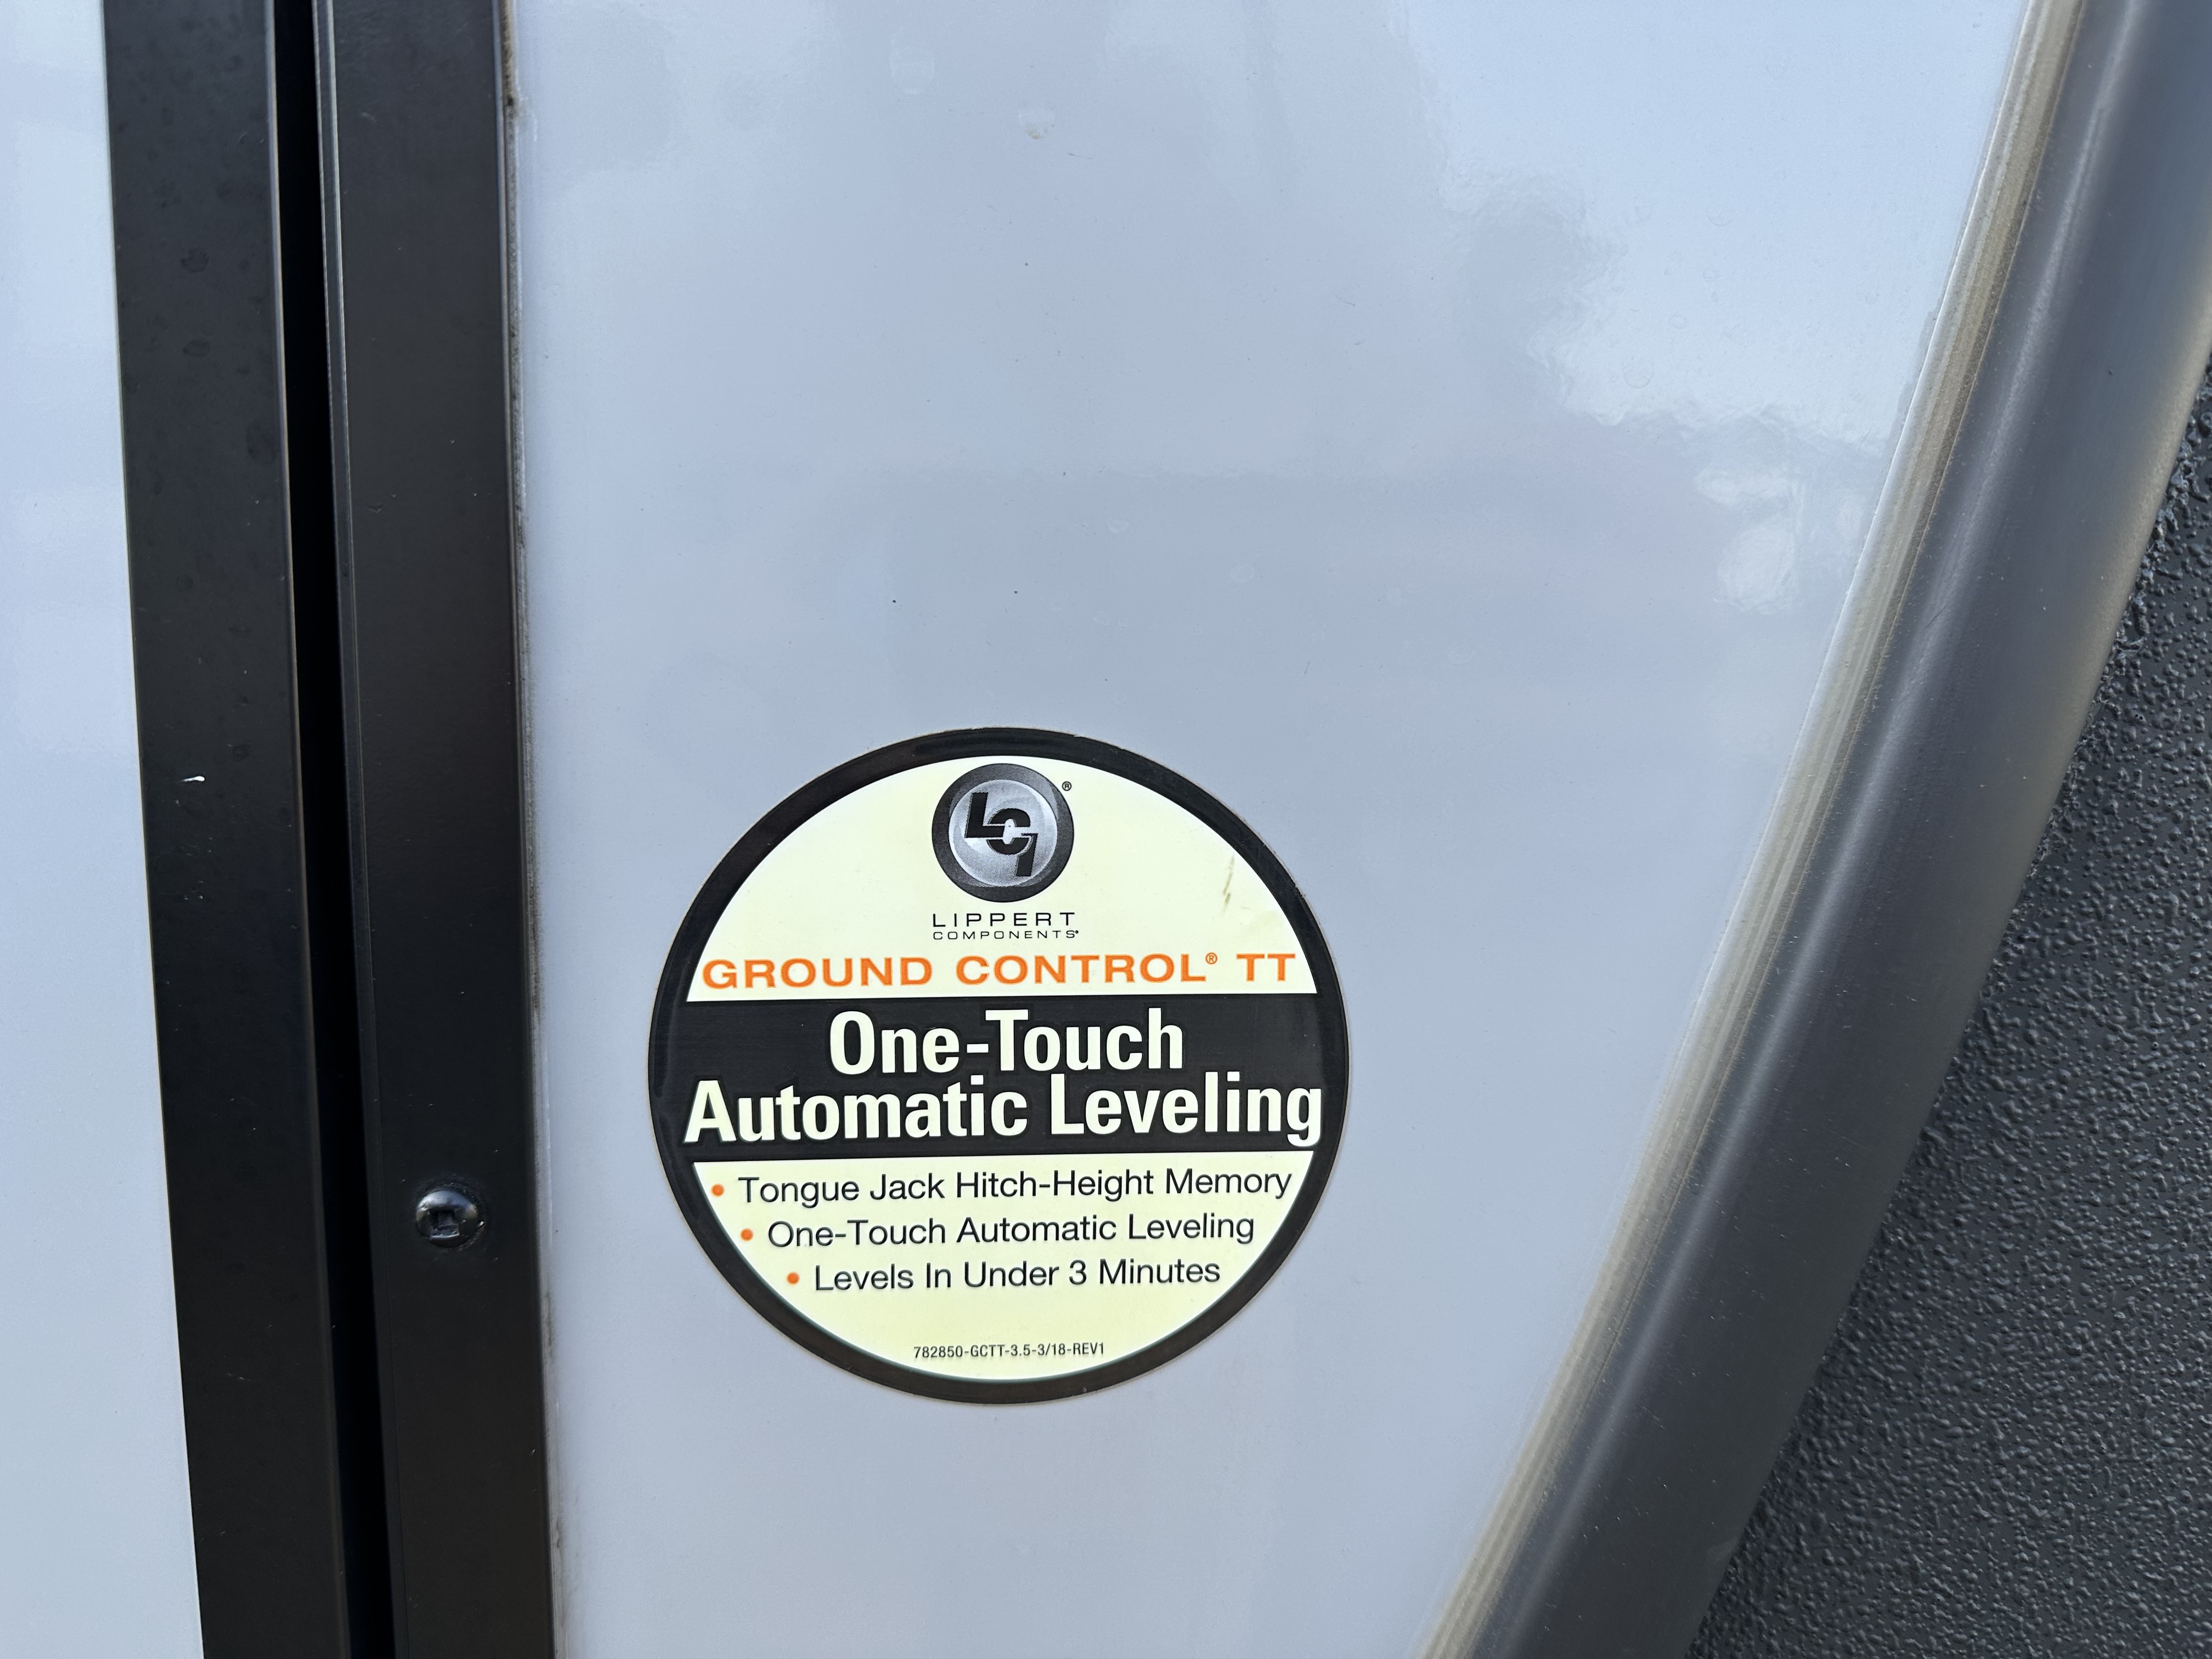 LCI®
LIPPERT
COMPONENTS®
GROUND CONTROL® TT
One-Touch
Automatic Leveling
• Tongue Jack Hitch-Height Memory
• One-Touch Automatic Leveling
• Levels In Under 3 Minutes
782850-GCTT-3.5-3/18-REV1